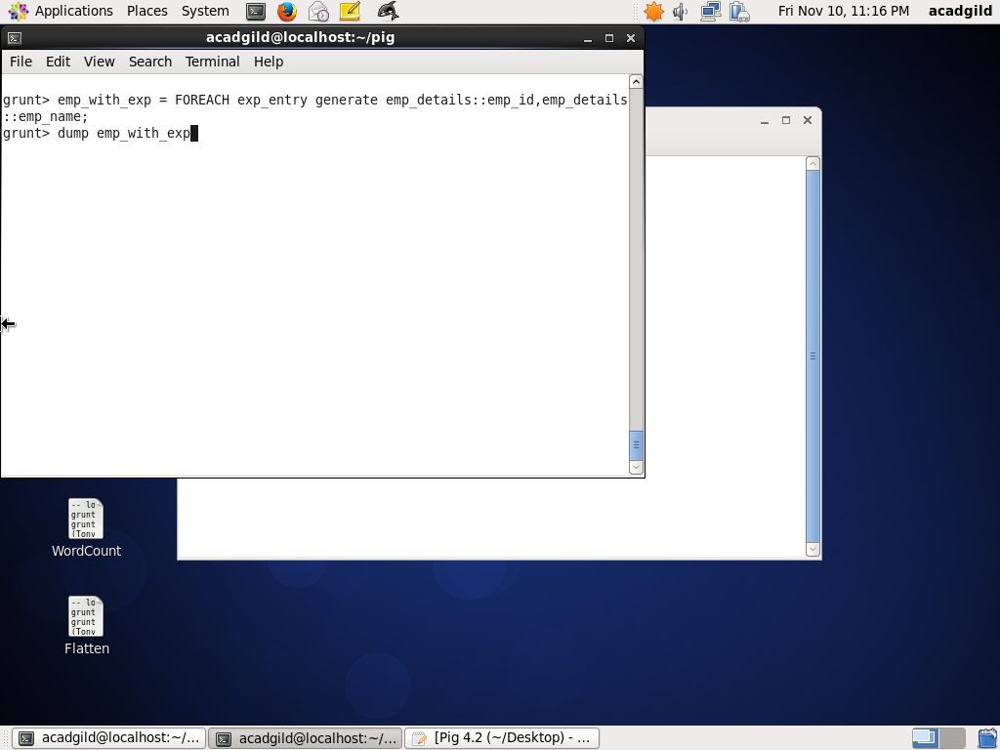 Applications Places System
Fri Nov 10, 11:16 PM acadgild
acadgild@localhost:~/pig
File Edit View Search Terminal Help
grunt> emp_with_exp = FOREACH exp_entry generate emp_details::emp_id,emp_details
::emp_name;
grunt> dump emp_with_exp
-- lo
grunt
grunt
(Tony
WordCount
-- lo
grunt
grunt
(Tony
Flatten
acadgild@localhost:~/...
acadgild@localhost:~/...
[Pig 4.2 (~/Desktop) - ...